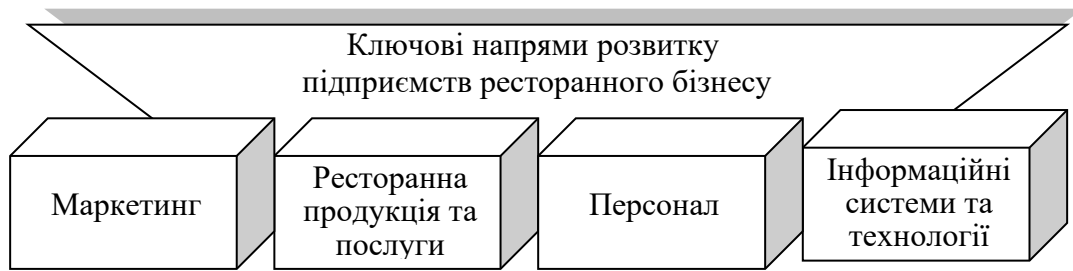 Ключові напрями розвитку
підприємств ресторанного бізнесу
Маркетинг
Ресторанна
продукція та
послуги
Персонал
Інформаційні
системи та
технології